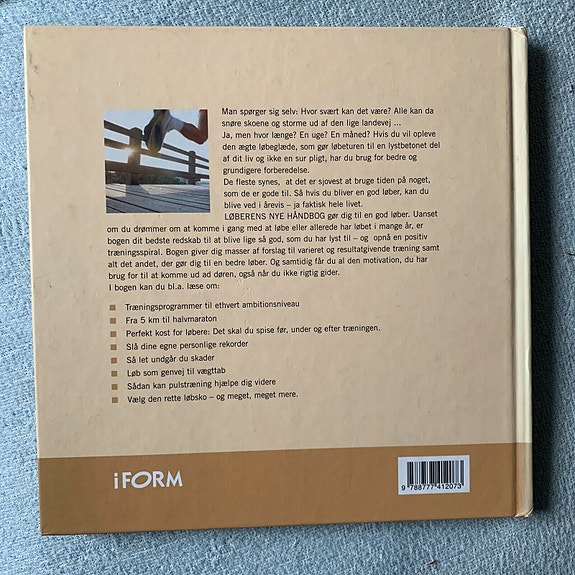 Man spørger sig selv: Hvor svært kan det være? Alle kan da
snøre skoene og storme ud af den lige landevej ...
Ja, men hvor længe? En uge? En måned? Hvis du vil opleve
den ægte løbeglæde, som gør løbeturen til en lystbetonet del
af dit liv og ikke en sur pligt, har du brug for bedre og
grundigere forberedelse.
De fleste synes, at det er sjovest at bruge tiden på noget,
som de er gode til. Så hvis du bliver en god løber, kan du
blive ved i årevis – ja faktisk hele livet.
LØBERENS NYE HÅNDBOG gør dig til en god løber. Uanset
om du drømmer om at komme i gang med at løbe eller allerede har løbet i mange år, er
bogen dit bedste redskab til at blive lige så god, som du har lyst til – og opnå en positiv
træningsspiral. Bogen giver dig masser af forslag til varieret og resultatgivende træning samt
alt det andet, der gør dig til en bedre løber. Og samtidig får du al den motivation, du har
brug for til at komme ud ad døren, også når du ikke rigtig gider.
I bogen kan du bl.a. læse om:
Træningsprogrammer til ethvert ambitionsniveau
Fra 5 km til halvmaraton
Perfekt kost for løbere: Det skal du spise før, under og efter træningen.
Slå dine egne personlige rekorder
Så let undgår du skader
Løb som genvej til vægttab
Sådan kan pulstræning hjælpe dig videre
Vælg den rette løbsko – og meget, meget mere.
iFORM
9 788777 412073